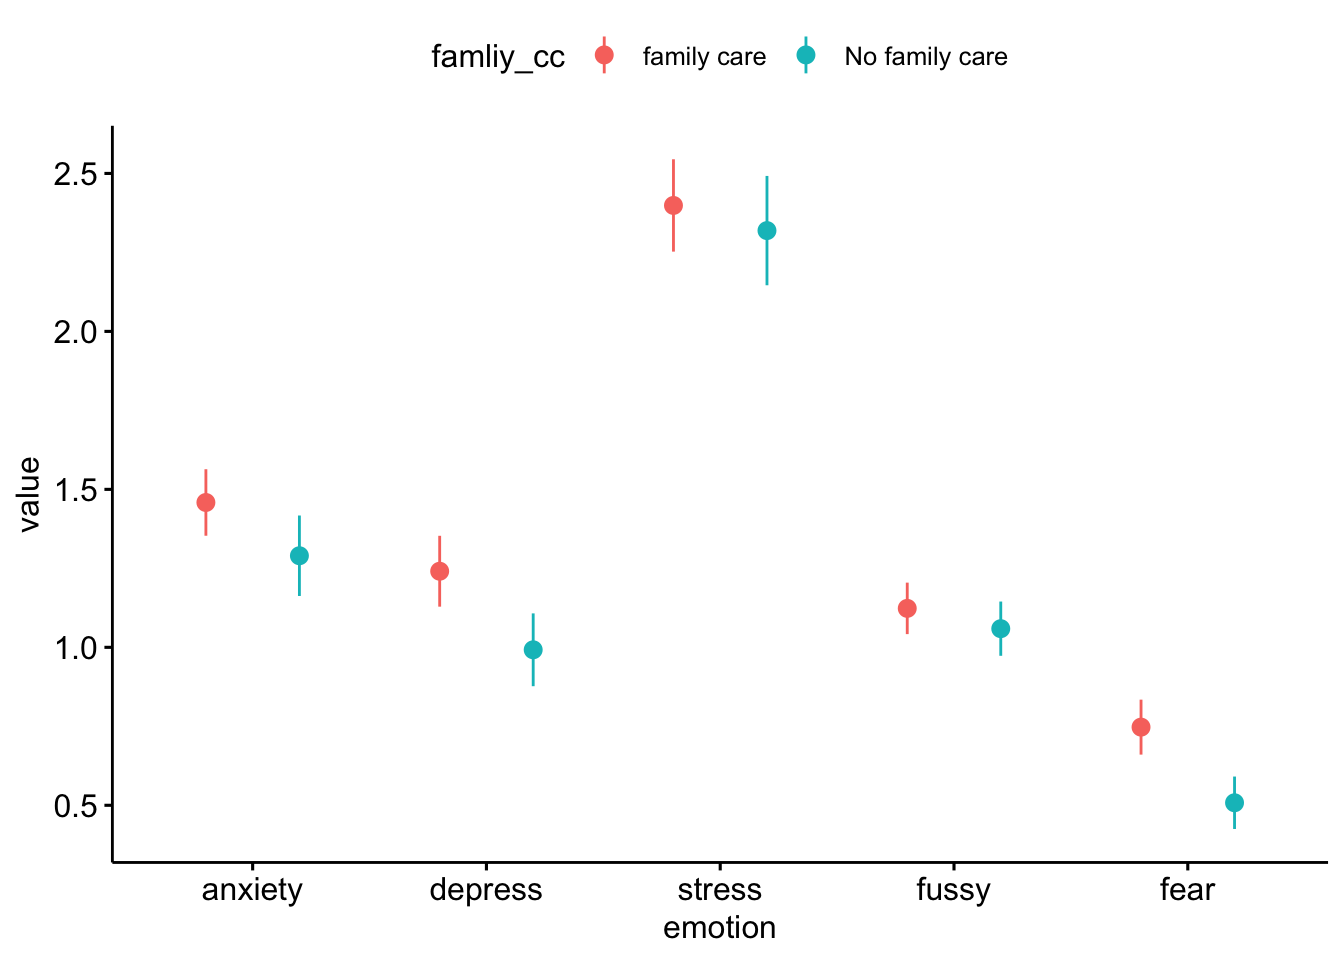 famliy_cc family care No family care
2.5
2.0
1.5
1.0
0.5
value
anxiety depress stress fussy fear
emotion